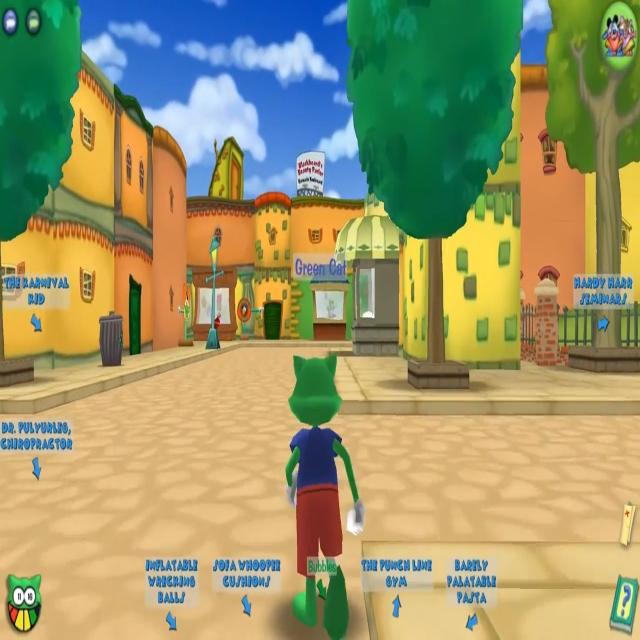 Green Cat
THE KARNIVAL
KID
HARDY HARR
SEMINARS
DR. PULYURLEG,
CHIROPRACTOR
INFLATABLE
WRECKING
BALLS
SOFA WHOOPEE
CUSHIONS
Bubbles
THE PUNCH LINE
GYM
BARELY
PALATABLE
PASTA
?